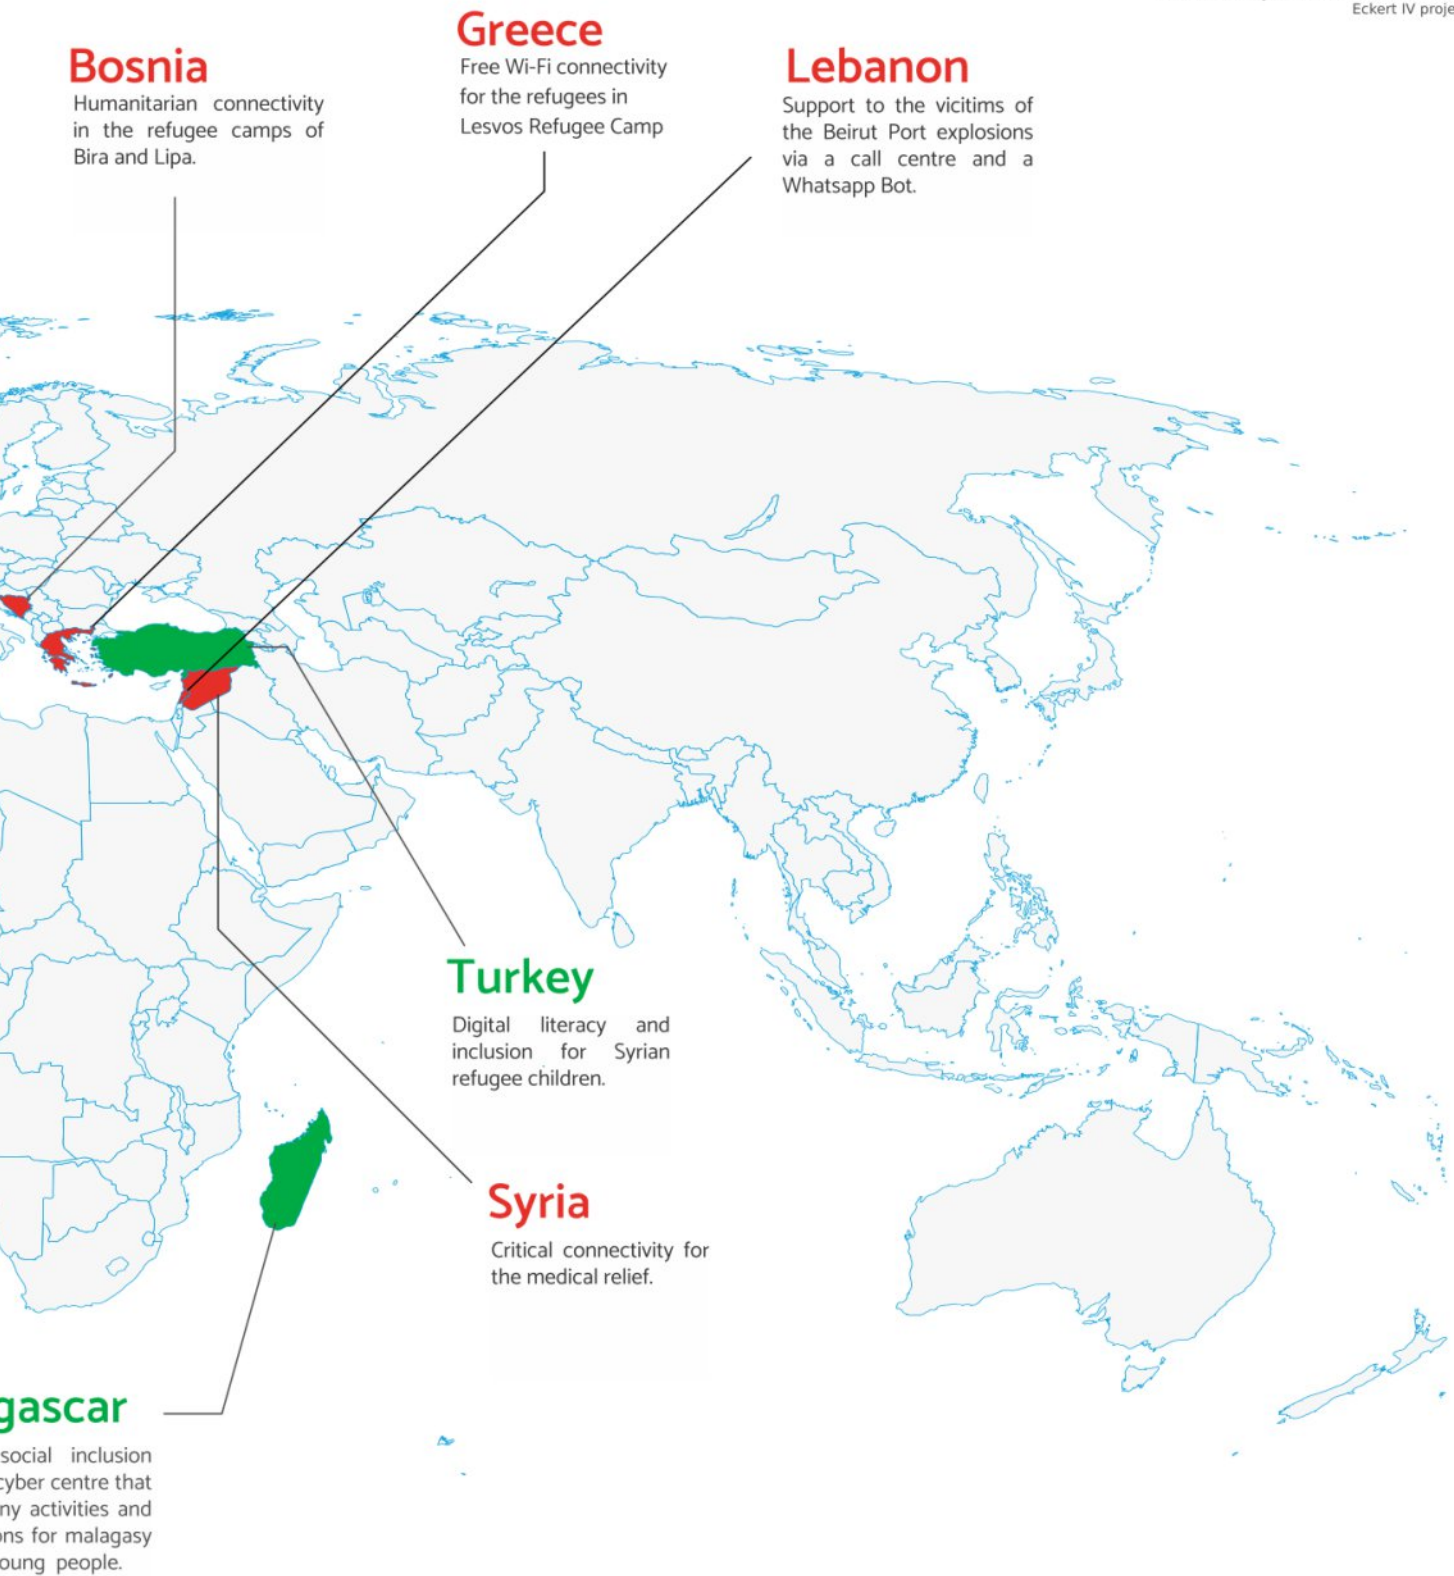 Eckert IV proje
Greece
Free Wi-Fi connectivity
for the refugees in
Lesvos Refugee Camp
Bosnia
Humanitarian connectivity
in the refugee camps of
Bira and Lipa.
Lebanon
Support to the vicitims of
the Beirut Port explosions
via a call centre and a
Whatsapp Bot.
Turkey
Digital literacy and
inclusion for Syrian
refugee children.
Syria
Critical connectivity for
the medical relief.
gascar
social inclusion
cyber centre that
ny activities and
ons for malagasy
oung people.